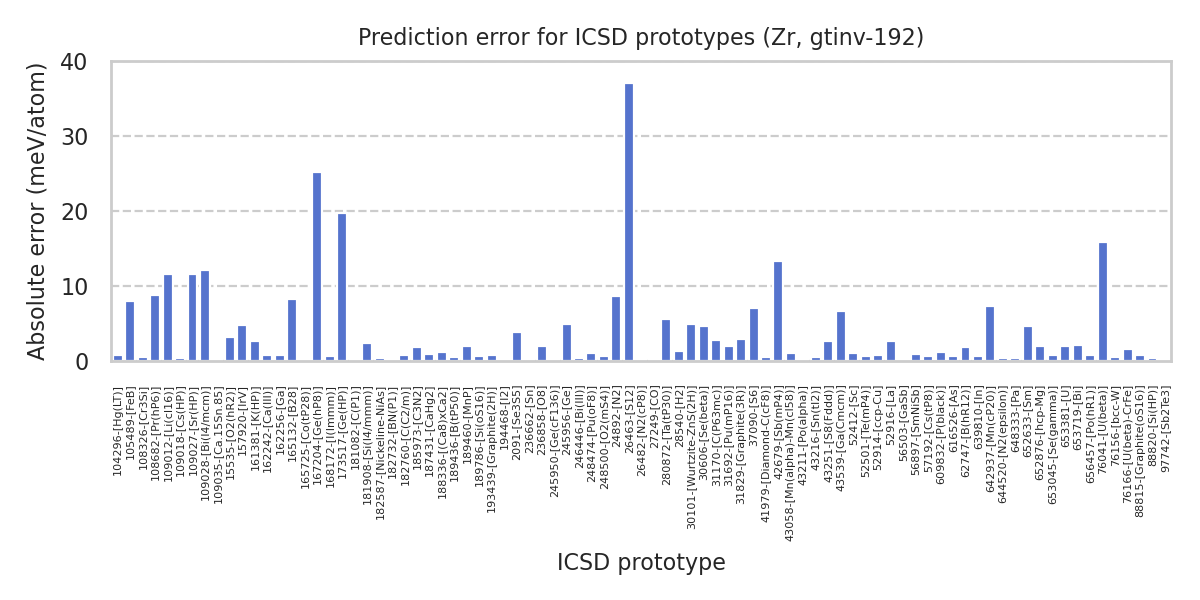 Prediction error for ICSD prototypes (Zr, gtinv-192)
Absolute error (meV/atom)
40
30
20
10
0
104296-[Hg(LT)]
105489-[FeB]
108326-[Cr3Si]
108682-[Pr(hP6)]
109012-[Li(cI16)]
109018-[Cs(HP)]
109027-[Sr(HP)]
109028-[Bi(I4/mcm)]
109035-[Ca.15Sn.85]
15535-[O2(hR2)]
157920-[IrV]
161381-[K(HP)]
162242-[Ca(III)]
162256-[Ga]
165132-[B28]
165725-[Co(tP28)]
167204-[Ge(hP8)]
168172-[I(Immm)]
173517-[Ge(HP)]
181082-[C(P1)]
181908-[Si(I4/mmm)]
182587-[Nickeline-NiAs]
182732-[BN(P1)]
182760-[C(C2/m)]
185973-[C3N2]
187431-[CaHg2]
188336-[(Ca8)xCa2]
189436-[B(tP50)]
189460-[MnP]
189786-[Si(oS16)]
193439-[Graphite(2H)]
194468-[I2]
20091-[Se3S5]
236662-[Sn]
236858-[O8]
245950-[Ge(cF136)]
245956-[Ge]
246446-[Bi(III)]
248474-[Pu(oF8)]
248500-[O2(mS4)]
24892-[N2]
26463-[S12]
26482-[N2(cP8)]
27249-[CO]
280872-[Ta(tP30)]
28540-[H2]
30101-[Wurtzite-ZnS(2H)]
30606-[Se(beta)]
31170-[C(P63mc)]
31692-[Pu(mP16)]
31829-[Graphite(3R)]
37090-[S6]
41979-[Diamond-C(cF8)]
42679-[Sb(mP4)]
43058-[Mn(alpha)-Mn(cI58)]
43211-[Po(alpha)]
43216-[Sn(tI2)]
43251-[S8(Fddd)]
43539-[Ga(Cmcm)]
52412-[Sc]
52501-[Te(mP4)]
52914-[ccp-Cu]
52916-[La]
56503-[GaSb]
56897-[SmNiSb]
57192-[Cs(tP8)]
609832-[P(black)]
616526-[As]
62747-[B(hR12)]
639810-[In]
642937-[Mn(cP20)]
644520-[N2(epsilon)]
648333-[Pa]
652633-[Sm]
652876-[hcp-Mg]
653045-[Se(gamma)]
653381-[U]
653719-[Bi]
656457-[Po(hR1)]
76041-[U(beta)]
76156-[bcc-W]
76166-[U(beta)-CrFe]
88815-[Graphite(oS16)]
88820-[Si(HP)]
97742-[Sb2Te3]
ICSD prototype